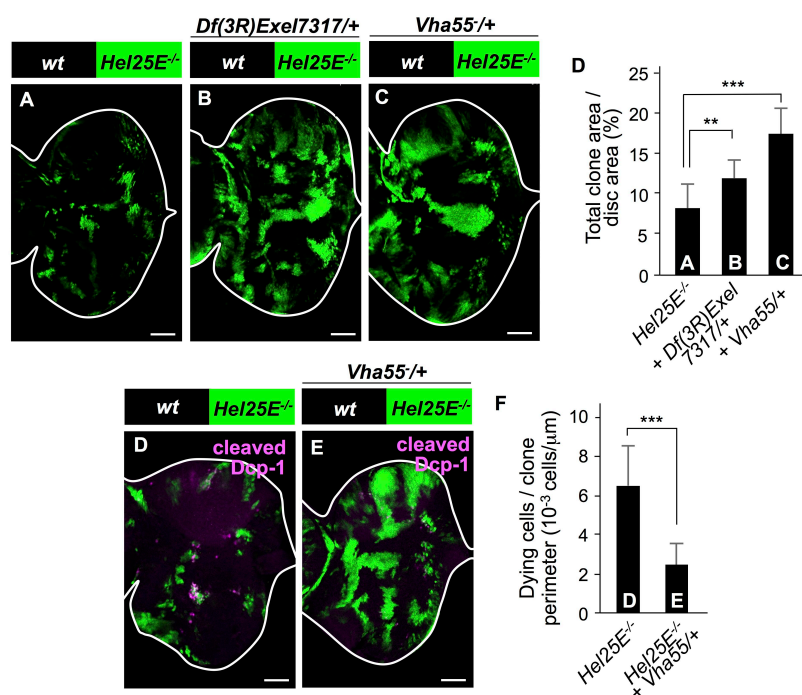 Df(3R)Exel7317/+
Vha55-/+
wt
Hel25E-/-
wt
Hel25E-/-
wt
Hel25E-/-
A
B
C
D
Total clone area /
disc area (%)
25
20
15
10
5
0
***
**
A
B
C
Hel25E-/-
+ Df(3R)Exel
7317/+
+ Vha55/+
Vha55-/+
wt
Hel25E-/-
wt
Hel25E-/-
D
cleaved
Dcp-1
E
cleaved
Dcp-1
F
Dying cells / clone
perimeter (10-3 cells/μm)
10
8
6
4
2
0
***
D
E
Hel25E-/-
Hel25E-/-
+ Vha55/+